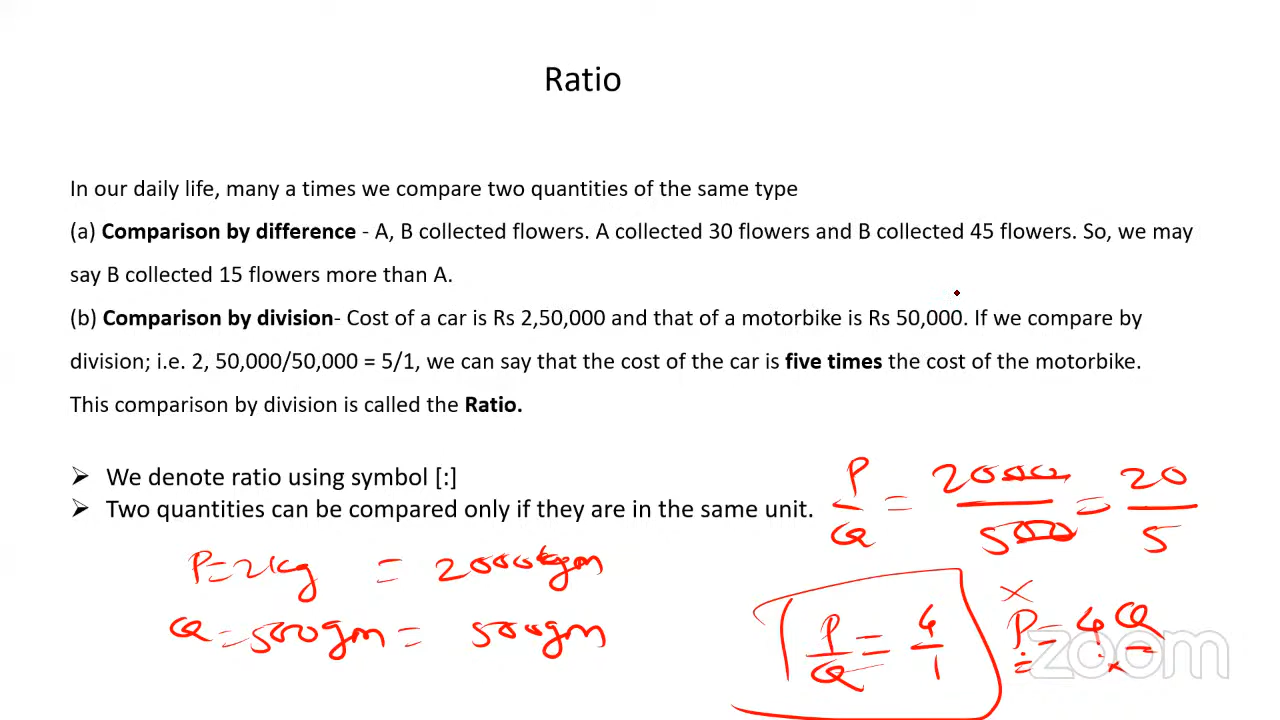 Ratio
In our daily life, many a times we compare two quantities of the same type
(a) Comparison by difference - A, B collected flowers. A collected 30 flowers and B collected 45 flowers. So, we may
say B collected 15 flowers more than A.
(b) Comparison by division- Cost of a car is Rs 2,50,000 and that of a motorbike is Rs 50,000. If we compare by
division; i.e. 2, 50,000/50,000 = 5/1, we can say that the cost of the car is five times the cost of the motorbike.
This comparison by division is called the Ratio.
➢ We denote ratio using symbol [:]
➢ Two quantities can be compared only if they are in the same unit.
P/Q = 2000/500 = 20/5
P=2kg = 2000gm
Q=500gm = 500gm
P/Q = 4/1
P=4Q
zoom